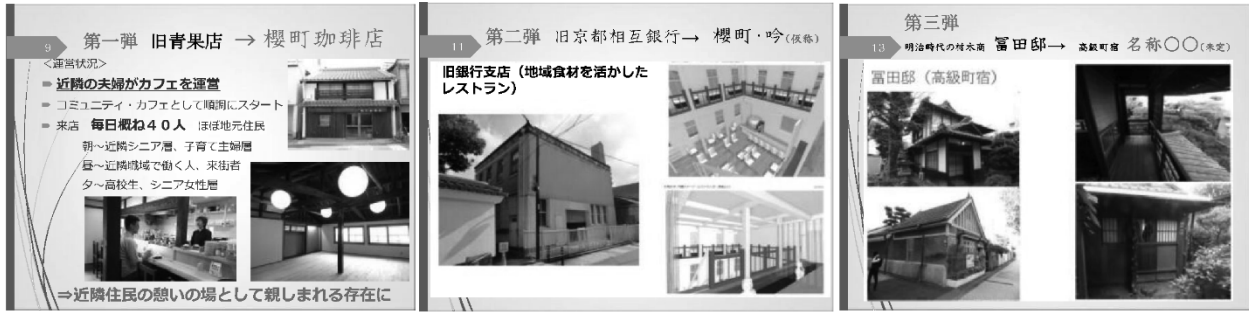 9
第一弾 旧青果店 → 櫻町珈琲店
<運営状況>
近隣の夫婦がカフェを運営
コミュニティ・カフェとして順調にスタート
来店 毎日概ね40人 ほぼ地元住民
朝~近隣シニア層、子育て主婦層
昼~近隣職域で働く人、来街者
夕~高校生、シニア女性層
⇒近隣住民の憩いの場として親しまれる存在に
11
第二弾 旧京都相互銀行→ 櫻町・吟(仮称)
旧銀行支店(地域食材を活かした
レストラン)
13
第三弾
明治時代の材木商 冨田邸→ 高級町宿 名称〇〇(未定)
冨田邸(高級町宿)